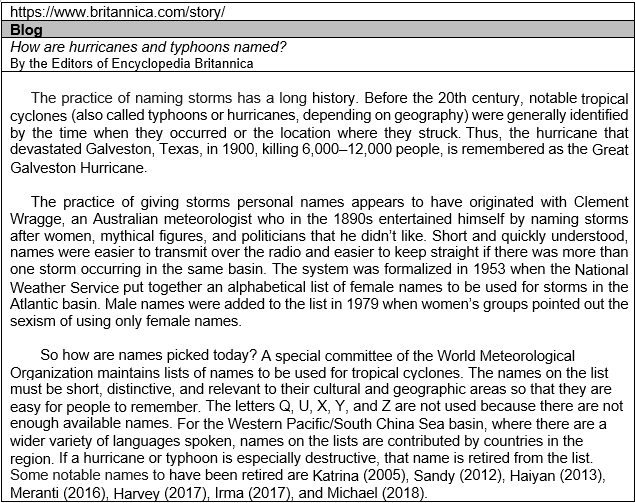 https://www.britannica.com/story/
Blog
How are hurricanes and typhoons named?
By the Editors of Encyclopedia Britannica
The practice of naming storms has a long history. Before the 20th century, notable tropical
cyclones (also called typhoons or hurricanes, depending on geography) were generally identified
by the time when they occurred or the location where they struck. Thus, the hurricane that
devastated Galveston, Texas, in 1900, killing 6,000–12,000 people, is remembered as the Great
Galveston Hurricane.
The practice of giving storms personal names appears to have originated with Clement
Wragge, an Australian meteorologist who in the 1890s entertained himself by naming storms
after women, mythical figures, and politicians that he didn't like. Short and quickly understood,
names were easier to transmit over the radio and easier to keep straight if there was more than
one storm occurring in the same basin. The system was formalized in 1953 when the National
Weather Service put together an alphabetical list of female names to be used for storms in the
Atlantic basin. Male names were added to the list in 1979 when women's groups pointed out the
sexism of using only female names.
So how are names picked today? A special committee of the World Meteorological
Organization maintains lists of names to be used for tropical cyclones. The names on the list
must be short, distinctive, and relevant to their cultural and geographic areas so that they are
easy for people to remember. The letters Q, U, X, Y, and Z are not used because there are not
enough available names. For the Western Pacific/South China Sea basin, where there are a
wider variety of languages spoken, names on the lists are contributed by countries in the
region. If a hurricane or typhoon is especially destructive, that name is retired from the list.
Some notable names to have been retired are Katrina (2005), Sandy (2012), Haiyan (2013),
Meranti (2016), Harvey (2017), Irma (2017), and Michael (2018).